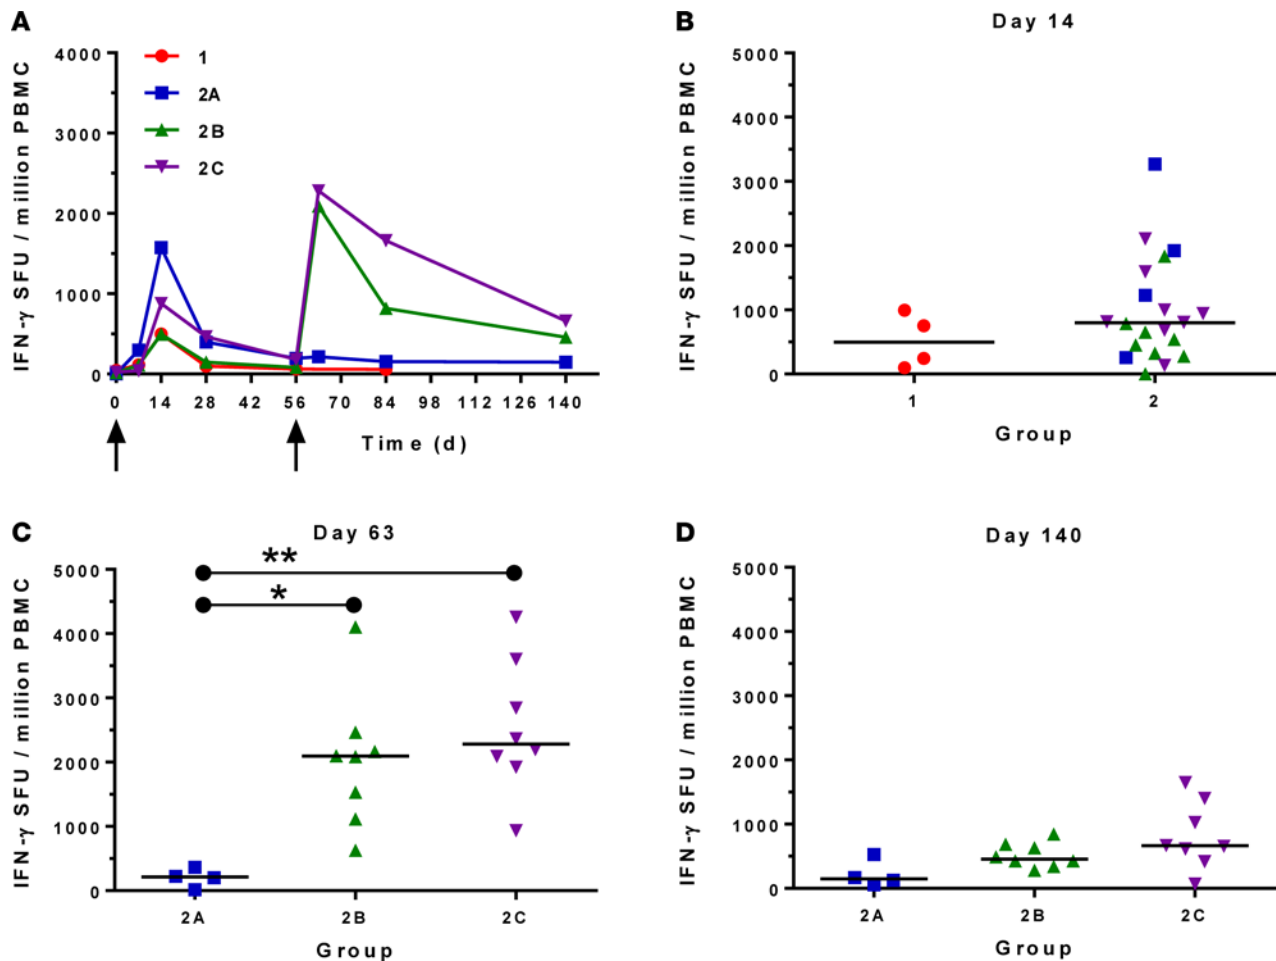 A
IFN-γ SFU / million PBMC
4000
3000
2000
1000
0
1
2A
2B
2C
0 14 28 42 56 70 84 98 112 126 140
Time (d)
B
Day 14
IFN-γ SFU / million PBMC
5000
4000
3000
2000
1000
0
1 2
Group
C
Day 63
IFN-γ SFU / million PBMC
5000
4000
3000
2000
1000
0
**
*
2A 2B 2C
Group
D
Day 140
IFN-γ SFU / million PBMC
5000
4000
3000
2000
1000
0
2A 2B 2C
Group